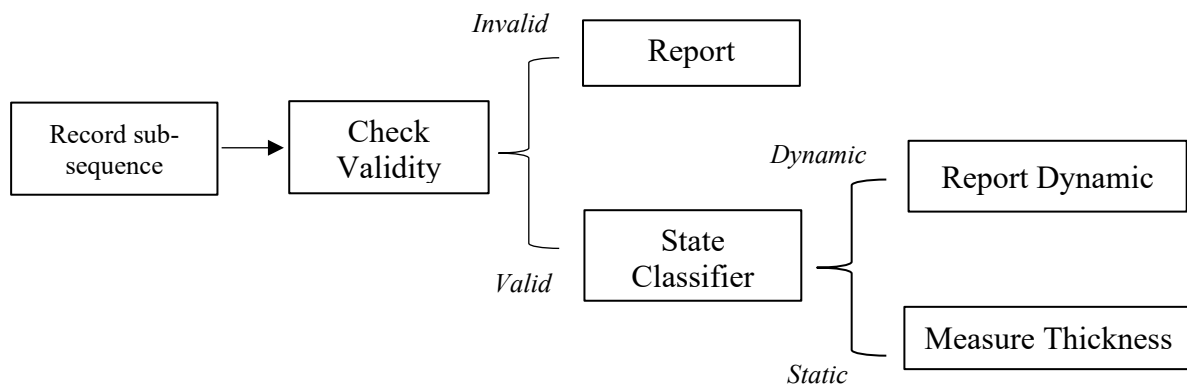 Invalid
Report
Record sub-
sequence
Check
Validity
Dynamic
Report Dynamic
State
Classifier
Valid
Measure Thickness
Static